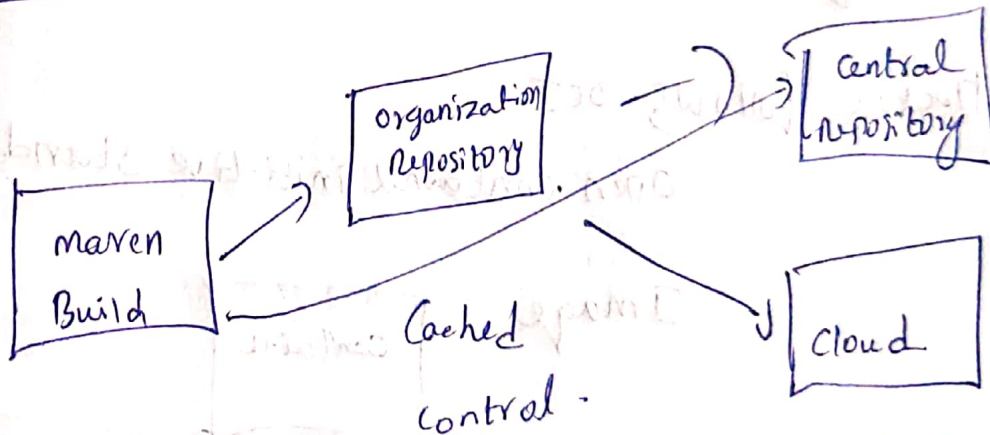 organization
repository
central
repository
maven
Build
Cached
control.
cloud